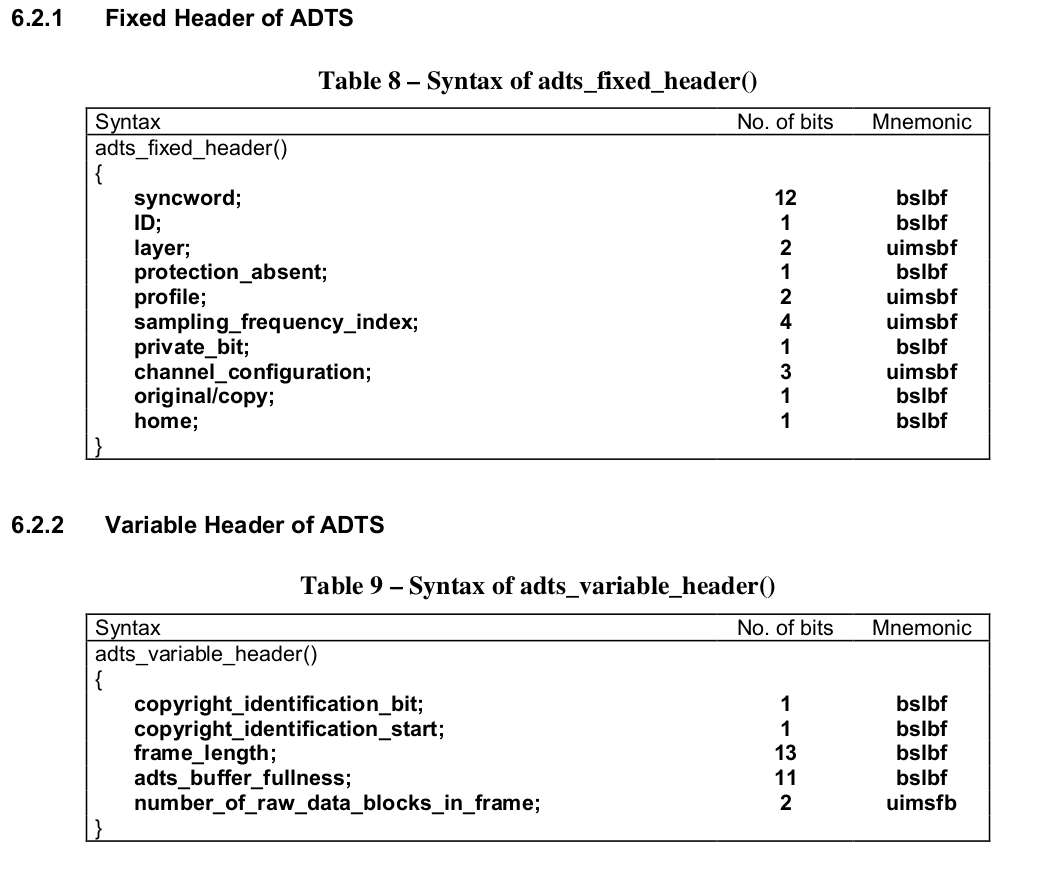 6.2.1 Fixed Header of ADTS
Table 8 – Syntax of adts_fixed_header()
Syntax No. of bits Mnemonic
adts_fixed_header()
{
syncword; 12 bslbf
ID; 1 bslbf
layer; 2 uimsbf
protection_absent; 1 bslbf
profile; 2 uimsbf
sampling_frequency_index; 4 uimsbf
private_bit; 1 bslbf
channel_configuration; 3 uimsbf
original/copy; 1 bslbf
home; 1 bslbf
}
6.2.2 Variable Header of ADTS
Table 9 – Syntax of adts_variable_header()
Syntax No. of bits Mnemonic
adts_variable_header()
{
copyright_identification_bit; 1 bslbf
copyright_identification_start; 1 bslbf
frame_length; 13 bslbf
adts_buffer_fullness; 11 bslbf
number_of_raw_data_blocks_in_frame; 2 uimsfb
}